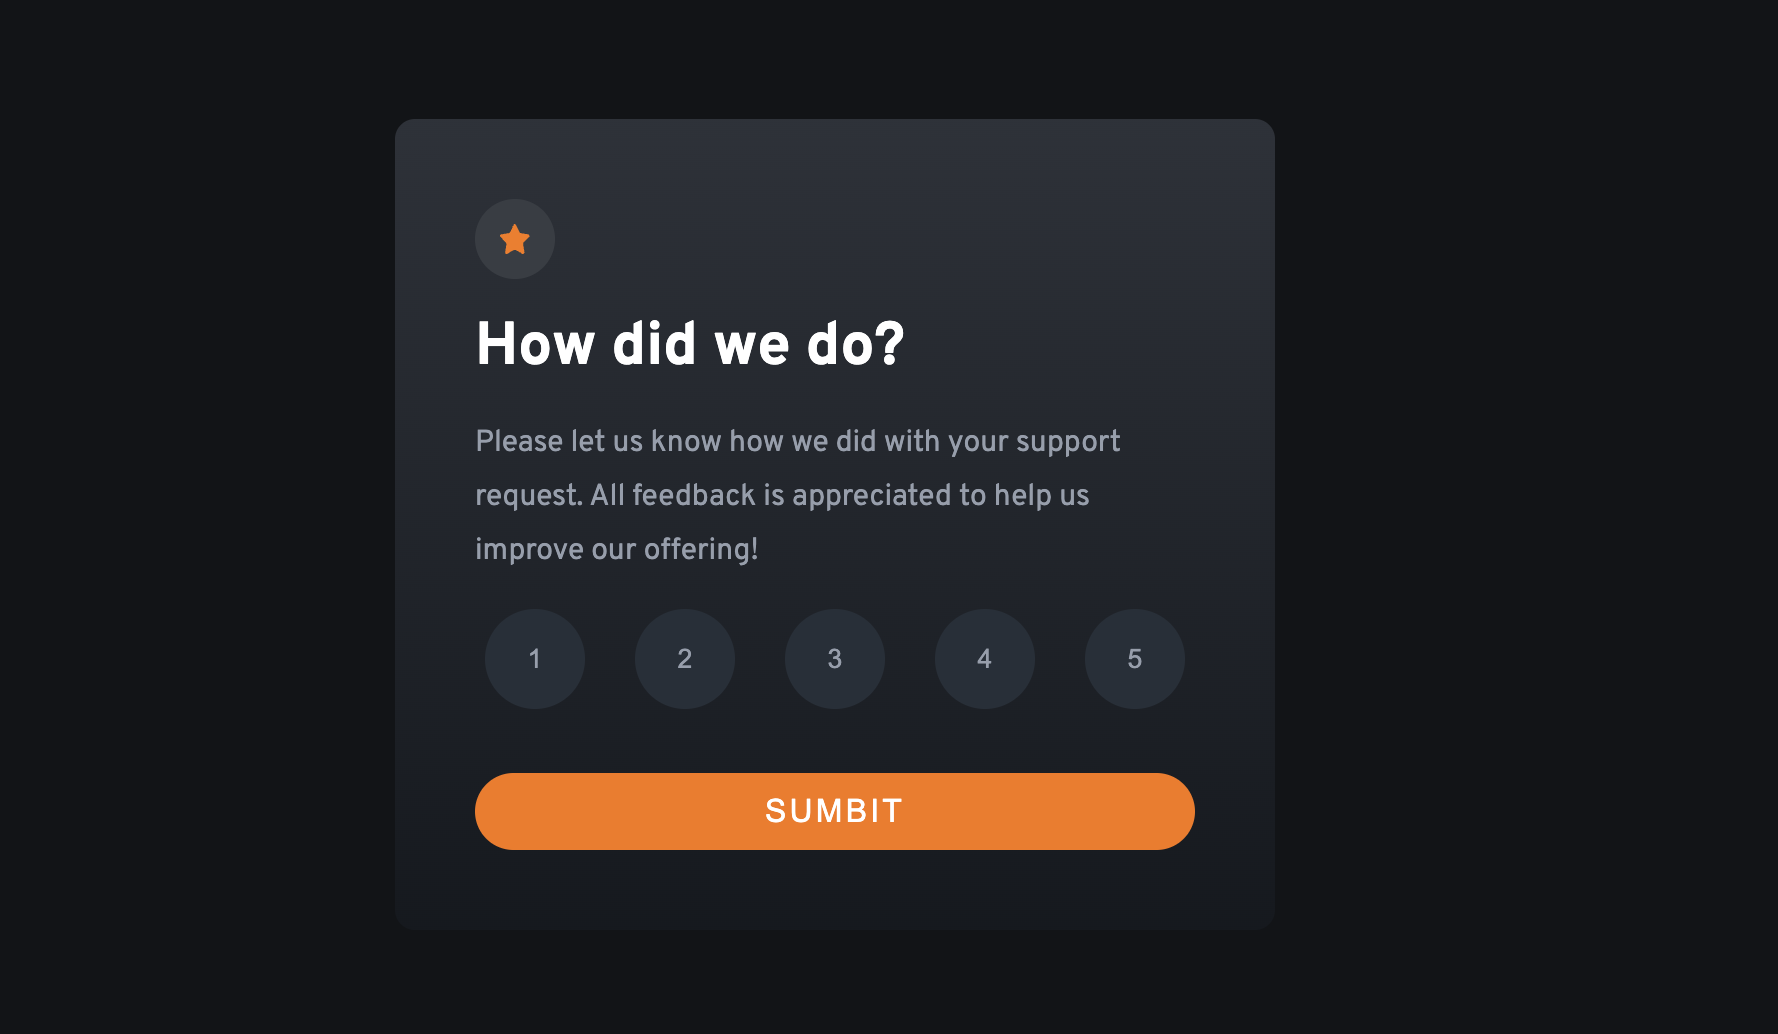 How did we do?
Please let us know how we did with your support
request. All feedback is appreciated to help us
improve our offering!
1 2 3 4 5
SUMBIT